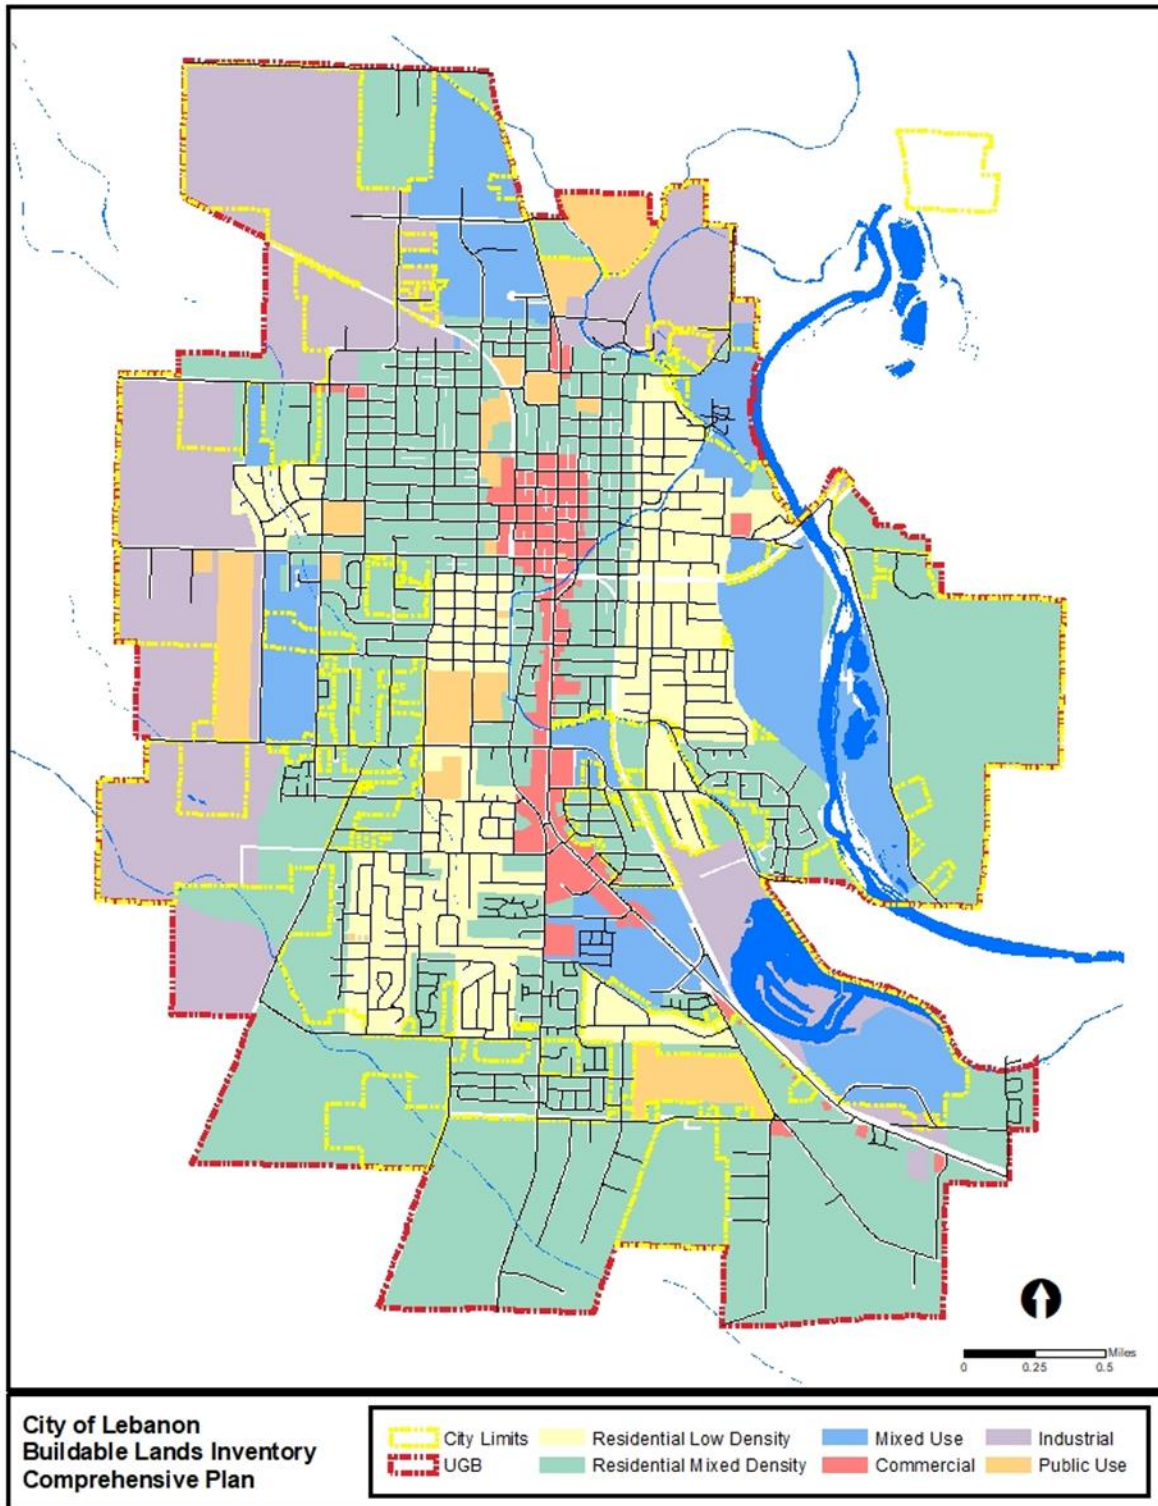 Miles
0 0.25 0.5
City of Lebanon
Buildable Lands Inventory
Comprehensive Plan
City Limits Residential Low Density Mixed Use Industrial
UGB Residential Mixed Density Commercial Public Use